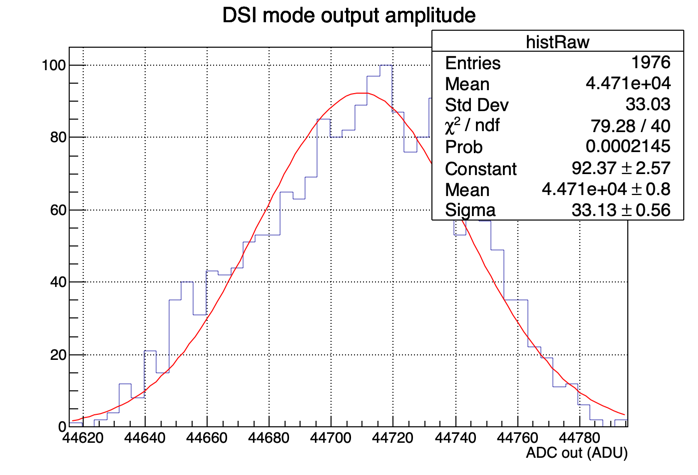 DSI mode output amplitude
histRaw
Entries 1976
Mean 4.471e+04
Std Dev 33.03
χ² / ndf 79.28 / 40
Prob 0.0002145
Constant 92.37 ± 2.57
Mean 4.471e+04 ± 0.8
Sigma 33.13 ± 0.56
100
80
60
40
20
0
44620 44640 44660 44680 44700 44720 44740 44760 44780
ADC out (ADU)